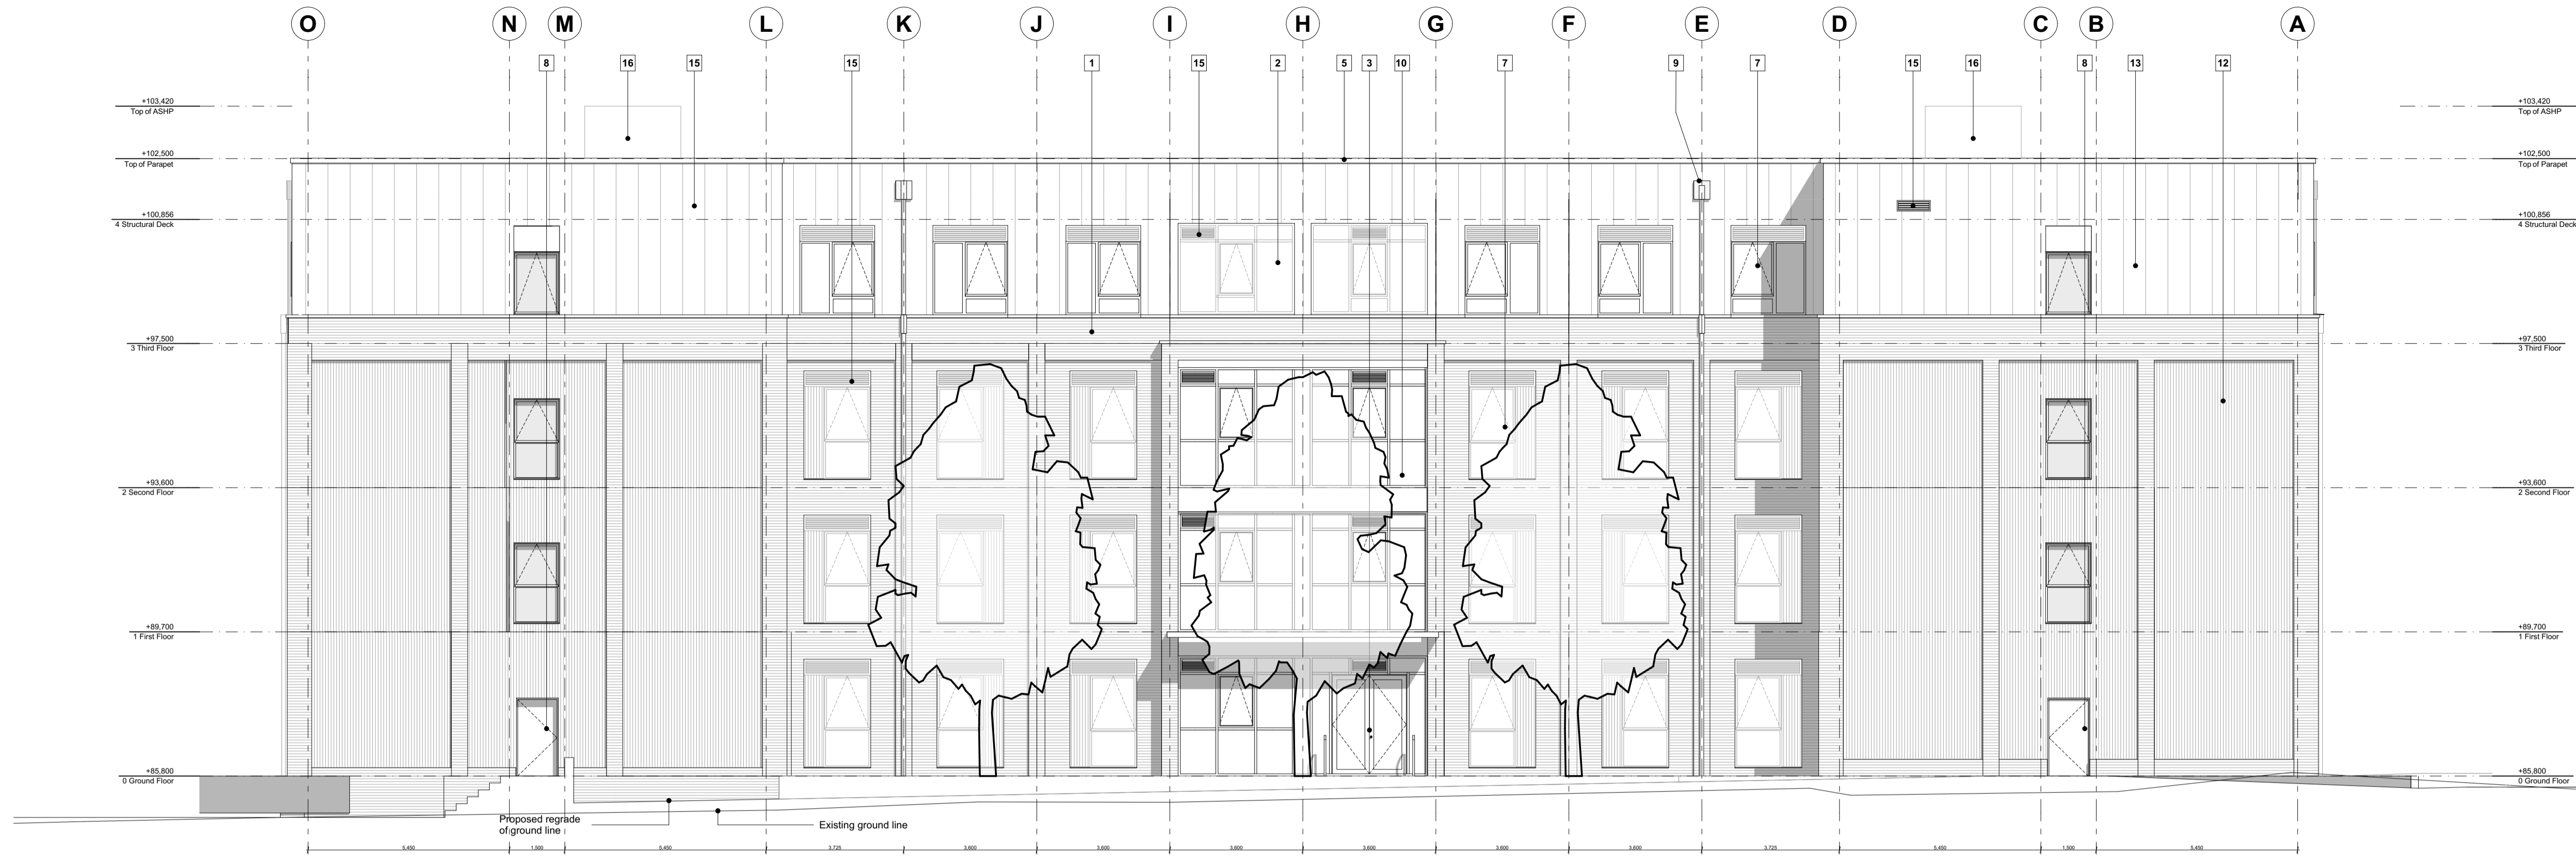 O N M L K J I H G F E D C B A
8 16 15 15 1 15 2 5 3 10 7 9 7 15 16 8 13 12
+103,420 +103,420
Top of ASHP Top of ASHP
+102,500 +102,500
Top of Parapet Top of Parapet
+100,856 +100,856
4 Structural Deck 4 Structural Deck
+97,500 +97,500
3 Third Floor 3 Third Floor
+93,600 +93,600
2 Second Floor 2 Second Floor
+89,700 +89,700
1 First Floor 1 First Floor
+85,800 +85,800
0 Ground Floor 0 Ground Floor
Proposed regrade
of ground line
Existing ground line
5,450 1,500 5,450 3,725 3,600 3,600 3,600 3,600 3,600 3,600 3,725 5,450 1,500 5,450